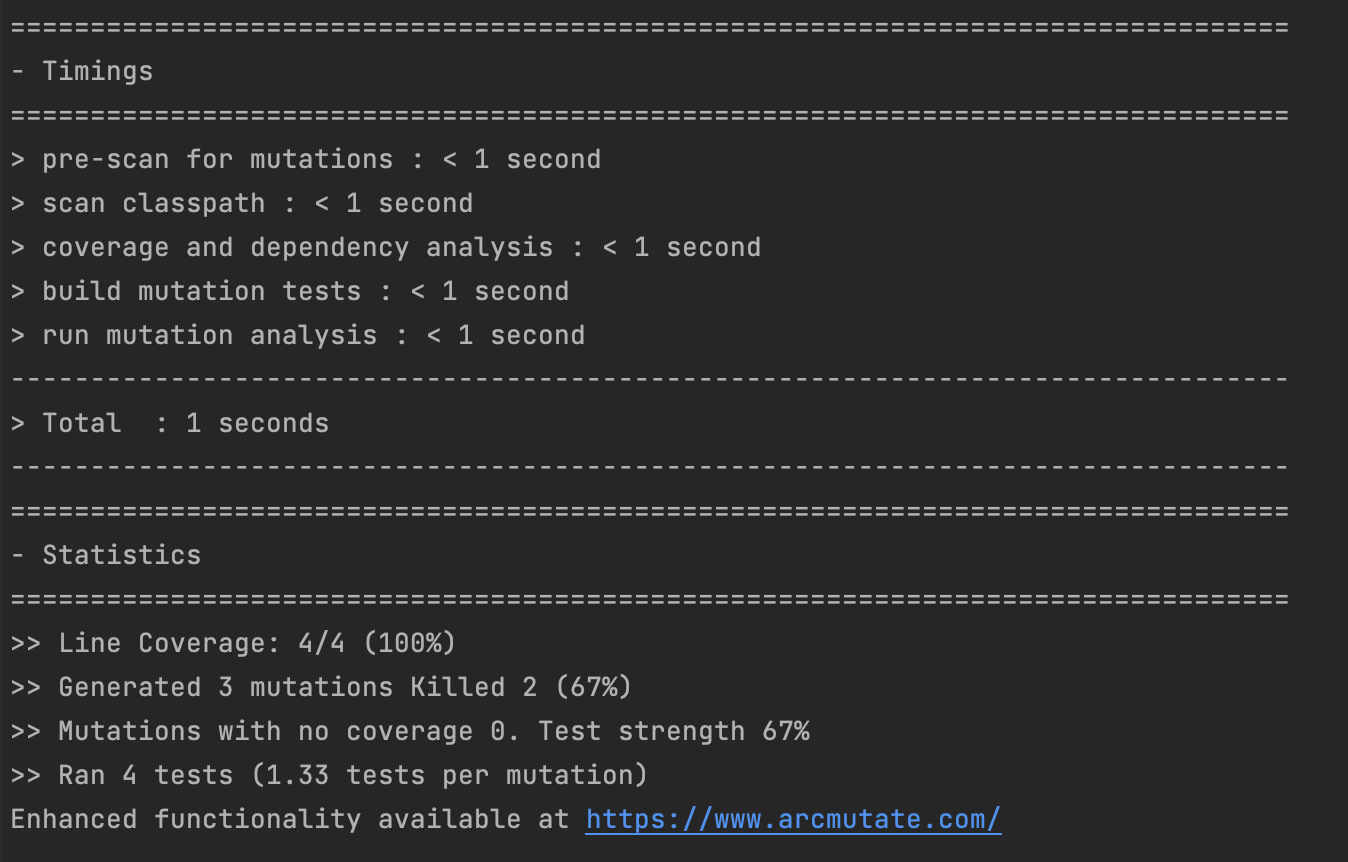 ================================================================================
- Timings
================================================================================
> pre-scan for mutations : < 1 second
> scan classpath : < 1 second
> coverage and dependency analysis : < 1 second
> build mutation tests : < 1 second
> run mutation analysis : < 1 second
--------------------------------------------------------------------------------
> Total  : 1 seconds
--------------------------------------------------------------------------------
================================================================================
- Statistics
================================================================================
>> Line Coverage: 4/4 (100%)
>> Generated 3 mutations Killed 2 (67%)
>> Mutations with no coverage 0. Test strength 67%
>> Ran 4 tests (1.33 tests per mutation)
Enhanced functionality available at https://www.arcmutate.com/